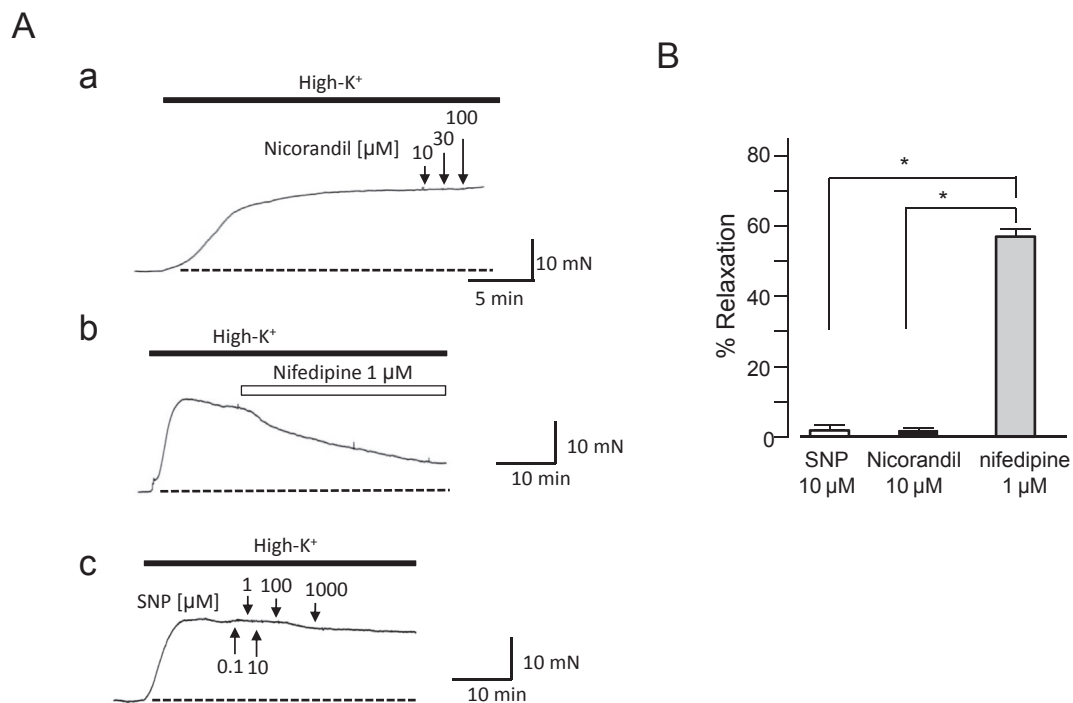 A
a
High-K⁺
Nicorandil [µM]
10
30
100
10 mN
5 min
b
High-K⁺
Nifedipine 1 µM
10 mN
10 min
c
High-K⁺
SNP [µM]
1
100
1000
0.1
10
10 mN
10 min
B
% Relaxation
80
60
40
20
0
*
*
SNP
10 µM
Nicorandil
10 µM
nifedipine
1 µM